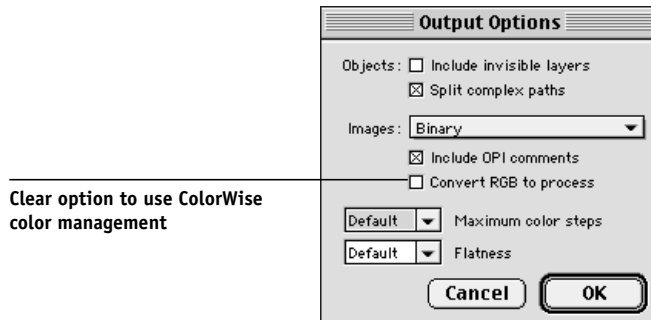 Output Options
Objects: Include invisible layers
Split complex paths
Images: Binary
Include OPI comments
Convert RGB to process
Clear option to use ColorWise
color management
Default Maximum color steps
Default Flatness
Cancel OK